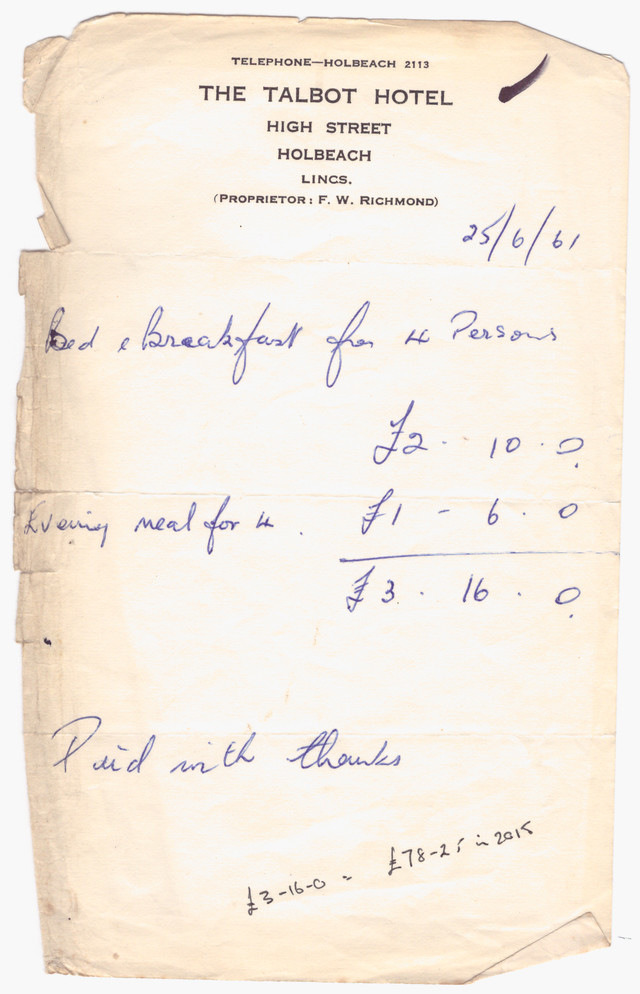 TELEPHONE—HOLBEACH 2113
THE TALBOT HOTEL
HIGH STREET
HOLBEACH
LINCS.
(PROPRIETOR: F. W. RICHMOND)
25/6/61
Bed & Breakfast for 4 Persons
£2 - 10 - 0
Evening meal for 4. £1 - 6 - 0
£3 - 16 - 0
Paid with thanks
£3-16-0 = £78-25 in 2015